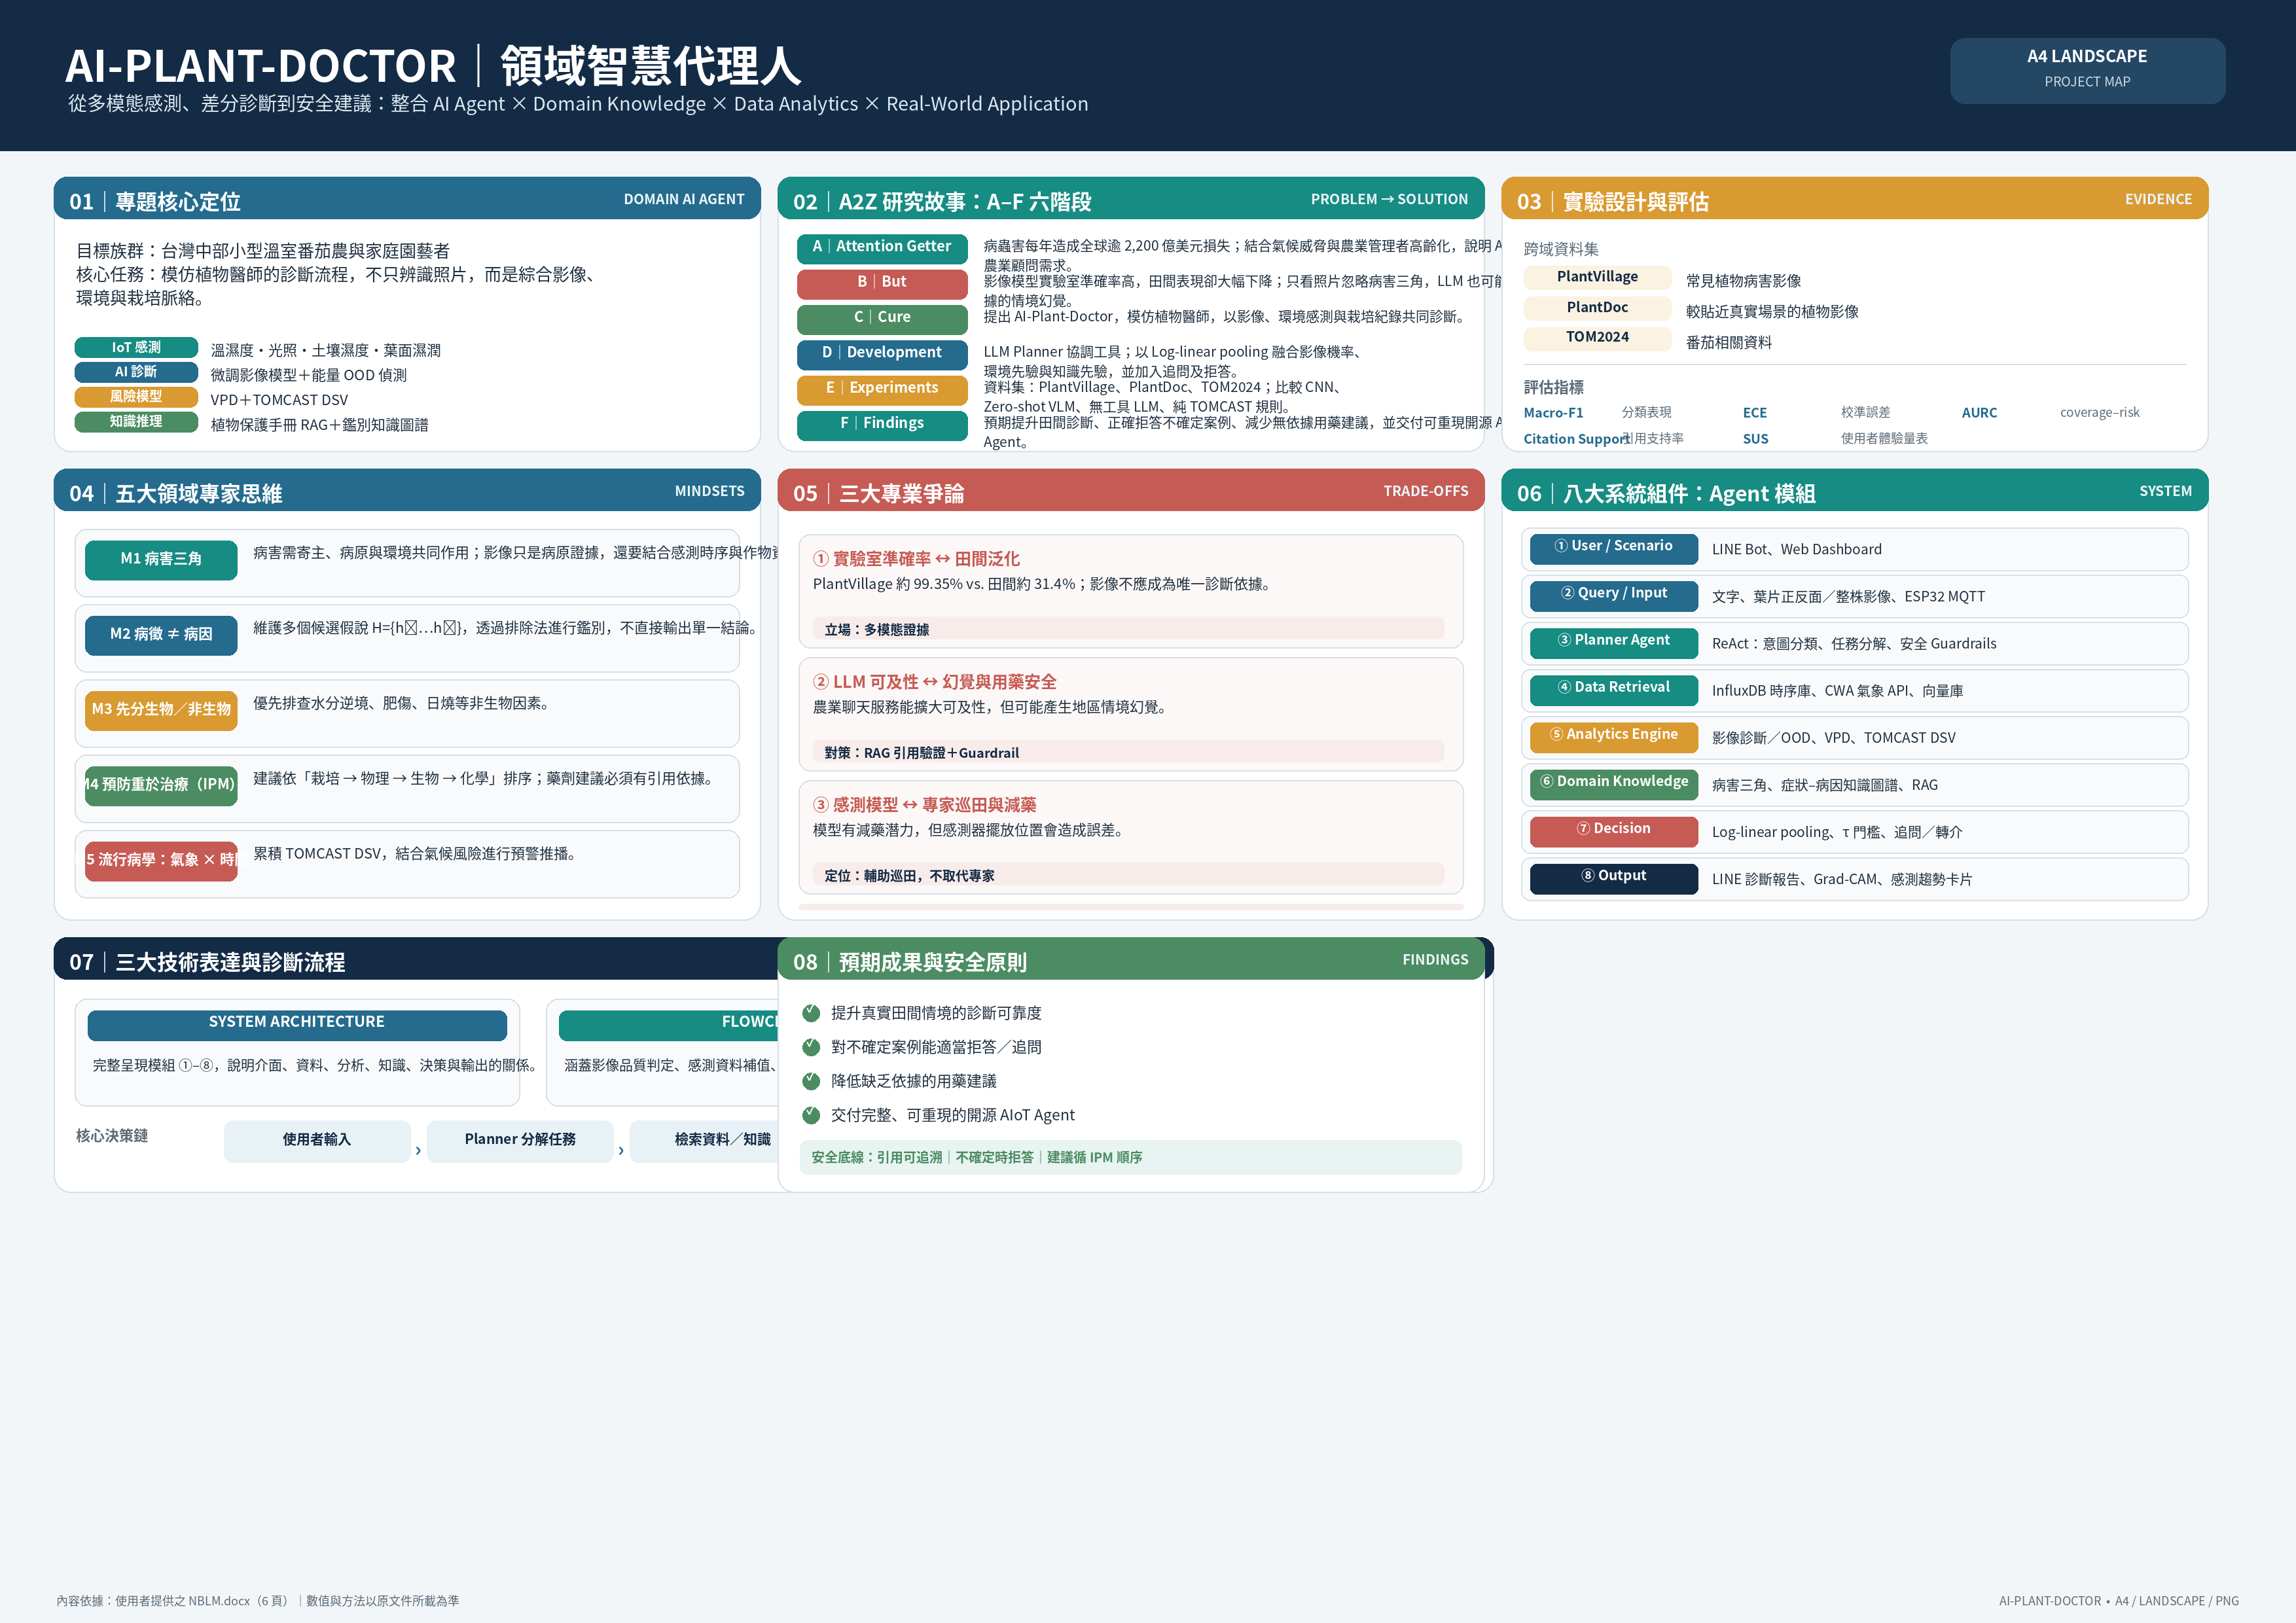 AI-PLANT-DOCTOR｜領域智慧代理人
從多模態感測、差分診斷到安全建議：整合 AI Agent × Domain Knowledge × Data Analytics × Real-World Application
A4 LANDSCAPE
PROJECT MAP
01｜專題核心定位
DOMAIN AI AGENT
目標族群：台灣中部小型溫室番茄農與家庭園藝者
核心任務：模仿植物醫師的診斷流程，不只辨識照片，而是綜合影像、
環境與栽培脈絡。
IoT 感測 溫濕度・光照・土壤濕度・葉面濕潤
AI 診斷 微調影像模型＋能量 OOD 偵測
風險模型 VPD＋TOMCAST DSV
知識推理 植物保護手冊 RAG＋鑑別知識圖譜
02｜A2Z 研究故事：A–F 六階段
PROBLEM → SOLUTION
A｜Attention Getter 病蟲害每年造成全球逾 2,200 億美元損失；結合氣候威脅與農業管理者高齡化，說明 A
農業顧問需求。
B｜But 影像模型實驗室準確率高，田間表現卻大幅下降；只看照片忽略病害三角，LLM 也可能
據的情境幻覺。
C｜Cure 提出 AI-Plant-Doctor，模仿植物醫師，以影像、環境感測與栽培紀錄共同診斷。
D｜Development LLM Planner 協調工具；以 Log-linear pooling 融合影像機率、
環境先驗與知識先驗，並加入追問及拒答。
E｜Experiments 資料集：PlantVillage、PlantDoc、TOM2024；比較 CNN、
Zero-shot VLM、無工具 LLM、純 TOMCAST 規則。
F｜Findings 預期提升田間診斷、正確拒答不確定案例、減少無依據用藥建議，並交付可重現開源 A
Agent。
03｜實驗設計與評估
EVIDENCE
跨域資料集
PlantVillage 常見植物病害影像
PlantDoc 較貼近真實場景的植物影像
TOM2024 番茄相關資料
評估指標
Macro-F1 分類表現 ECE 校準誤差 AURC coverage–risk
Citation Support 引用支持率 SUS 使用者體驗量表
04｜五大領域專家思維
MINDSETS
M1 病害三角 病害需寄主、病原與環境共同作用；影像只是病原證據，還要結合感測時序與作物
M2 病徵 ≠ 病因 維護多個候選假說 H={h…h}，透過排除法進行鑑別，不直接輸出單一結論。
M3 先分生物／非生物 優先排查水分逆境、肥傷、日燒等非生物因素。
M4 預防重於治療（IPM） 建議依「栽培 → 物理 → 生物 → 化學」排序；藥劑建議必須有引用依據。
5 流行病學：氣象 × 時 累積 TOMCAST DSV，結合氣候風險進行預警推播。
05｜三大專業爭論
TRADE-OFFS
① 實驗室準確率 ↔ 田間泛化
PlantVillage 約 99.35% vs. 田間約 31.4%；影像不應成為唯一診斷依據。
立場：多模態證據
② LLM 可及性 ↔ 幻覺與用藥安全
農業聊天服務能擴大可及性，但可能產生地區情境幻覺。
對策：RAG 引用驗證＋Guardrail
③ 感測模型 ↔ 專家巡田與減藥
模型有減藥潛力，但感測器擺放位置會造成誤差。
定位：輔助巡田，不取代專家
06｜八大系統組件：Agent 模組
SYSTEM
① User / Scenario LINE Bot、Web Dashboard
② Query / Input 文字、葉片正反面／整株影像、ESP32 MQTT
③ Planner Agent ReAct：意圖分類、任務分解、安全 Guardrails
④ Data Retrieval InfluxDB 時序庫、CWA 氣象 API、向量庫
⑤ Analytics Engine 影像診斷／OOD、VPD、TOMCAST DSV
⑥ Domain Knowledge 病害三角、症狀–病因知識圖譜、RAG
⑦ Decision Log-linear pooling、τ 門檻、追問／轉介
⑧ Output LINE 診斷報告、Grad-CAM、感測趨勢卡片
07｜三大技術表達與診斷流程
SYSTEM ARCHITECTURE
完整呈現模組 ①–⑧，說明介面、資料、分析、知識、決策與輸出的關係。
FLOWC
涵蓋影像品質判定、感測資料補值、
核心決策鏈 使用者輸入 › Planner 分解任務 › 檢索資料／知識
08｜預期成果與安全原則
FINDINGS
✓ 提升真實田間情境的診斷可靠度
✓ 對不確定案例能適當拒答／追問
✓ 降低缺乏依據的用藥建議
✓ 交付完整、可重現的開源 AIoT Agent
安全底線：引用可追溯｜不確定時拒答｜建議循 IPM 順序
內容依據：使用者提供之 NBLM.docx（6 頁）｜數值與方法以原文件所載為準
AI-PLANT-DOCTOR • A4 / LANDSCAPE / PNG